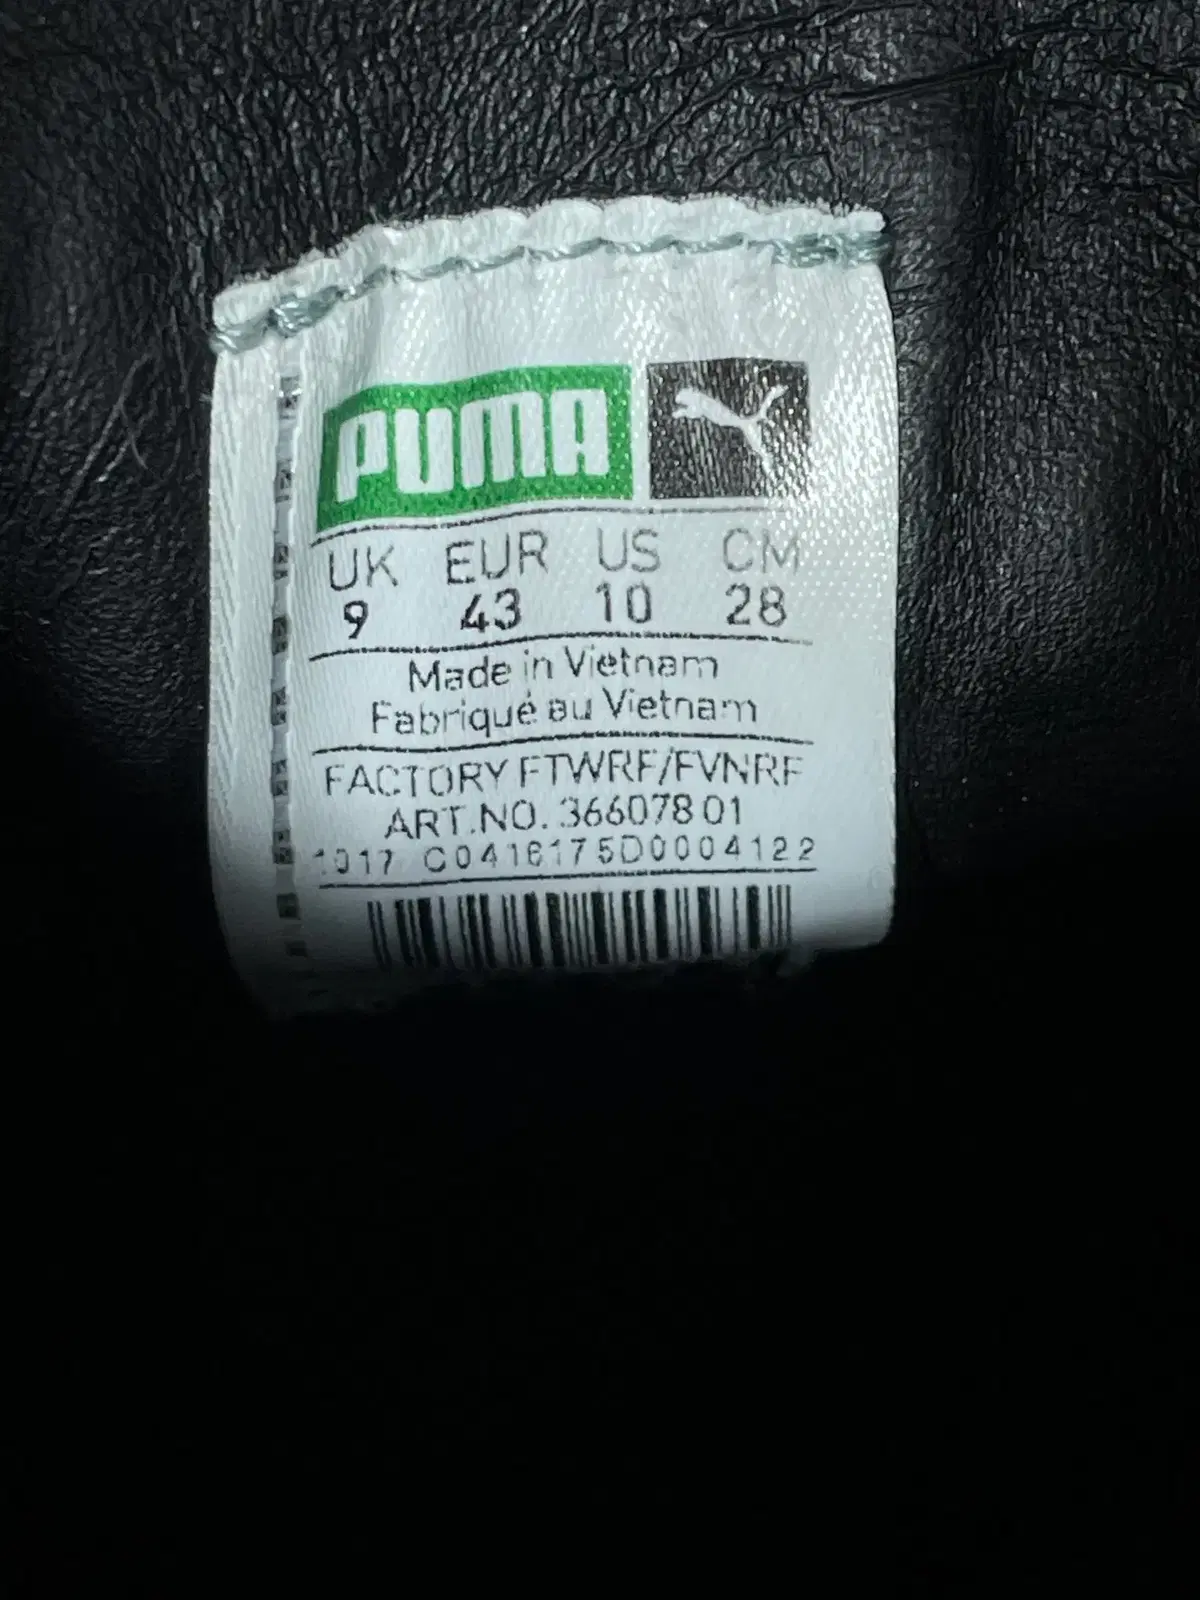 PUMA
UK EUR US CM
9 43 10 28
Made in Vietnam
Fabriqué au Vietnam
FACTORY FTWRF/FVNRF
ART.NO. 366078 01
1017 C0416175D0004122